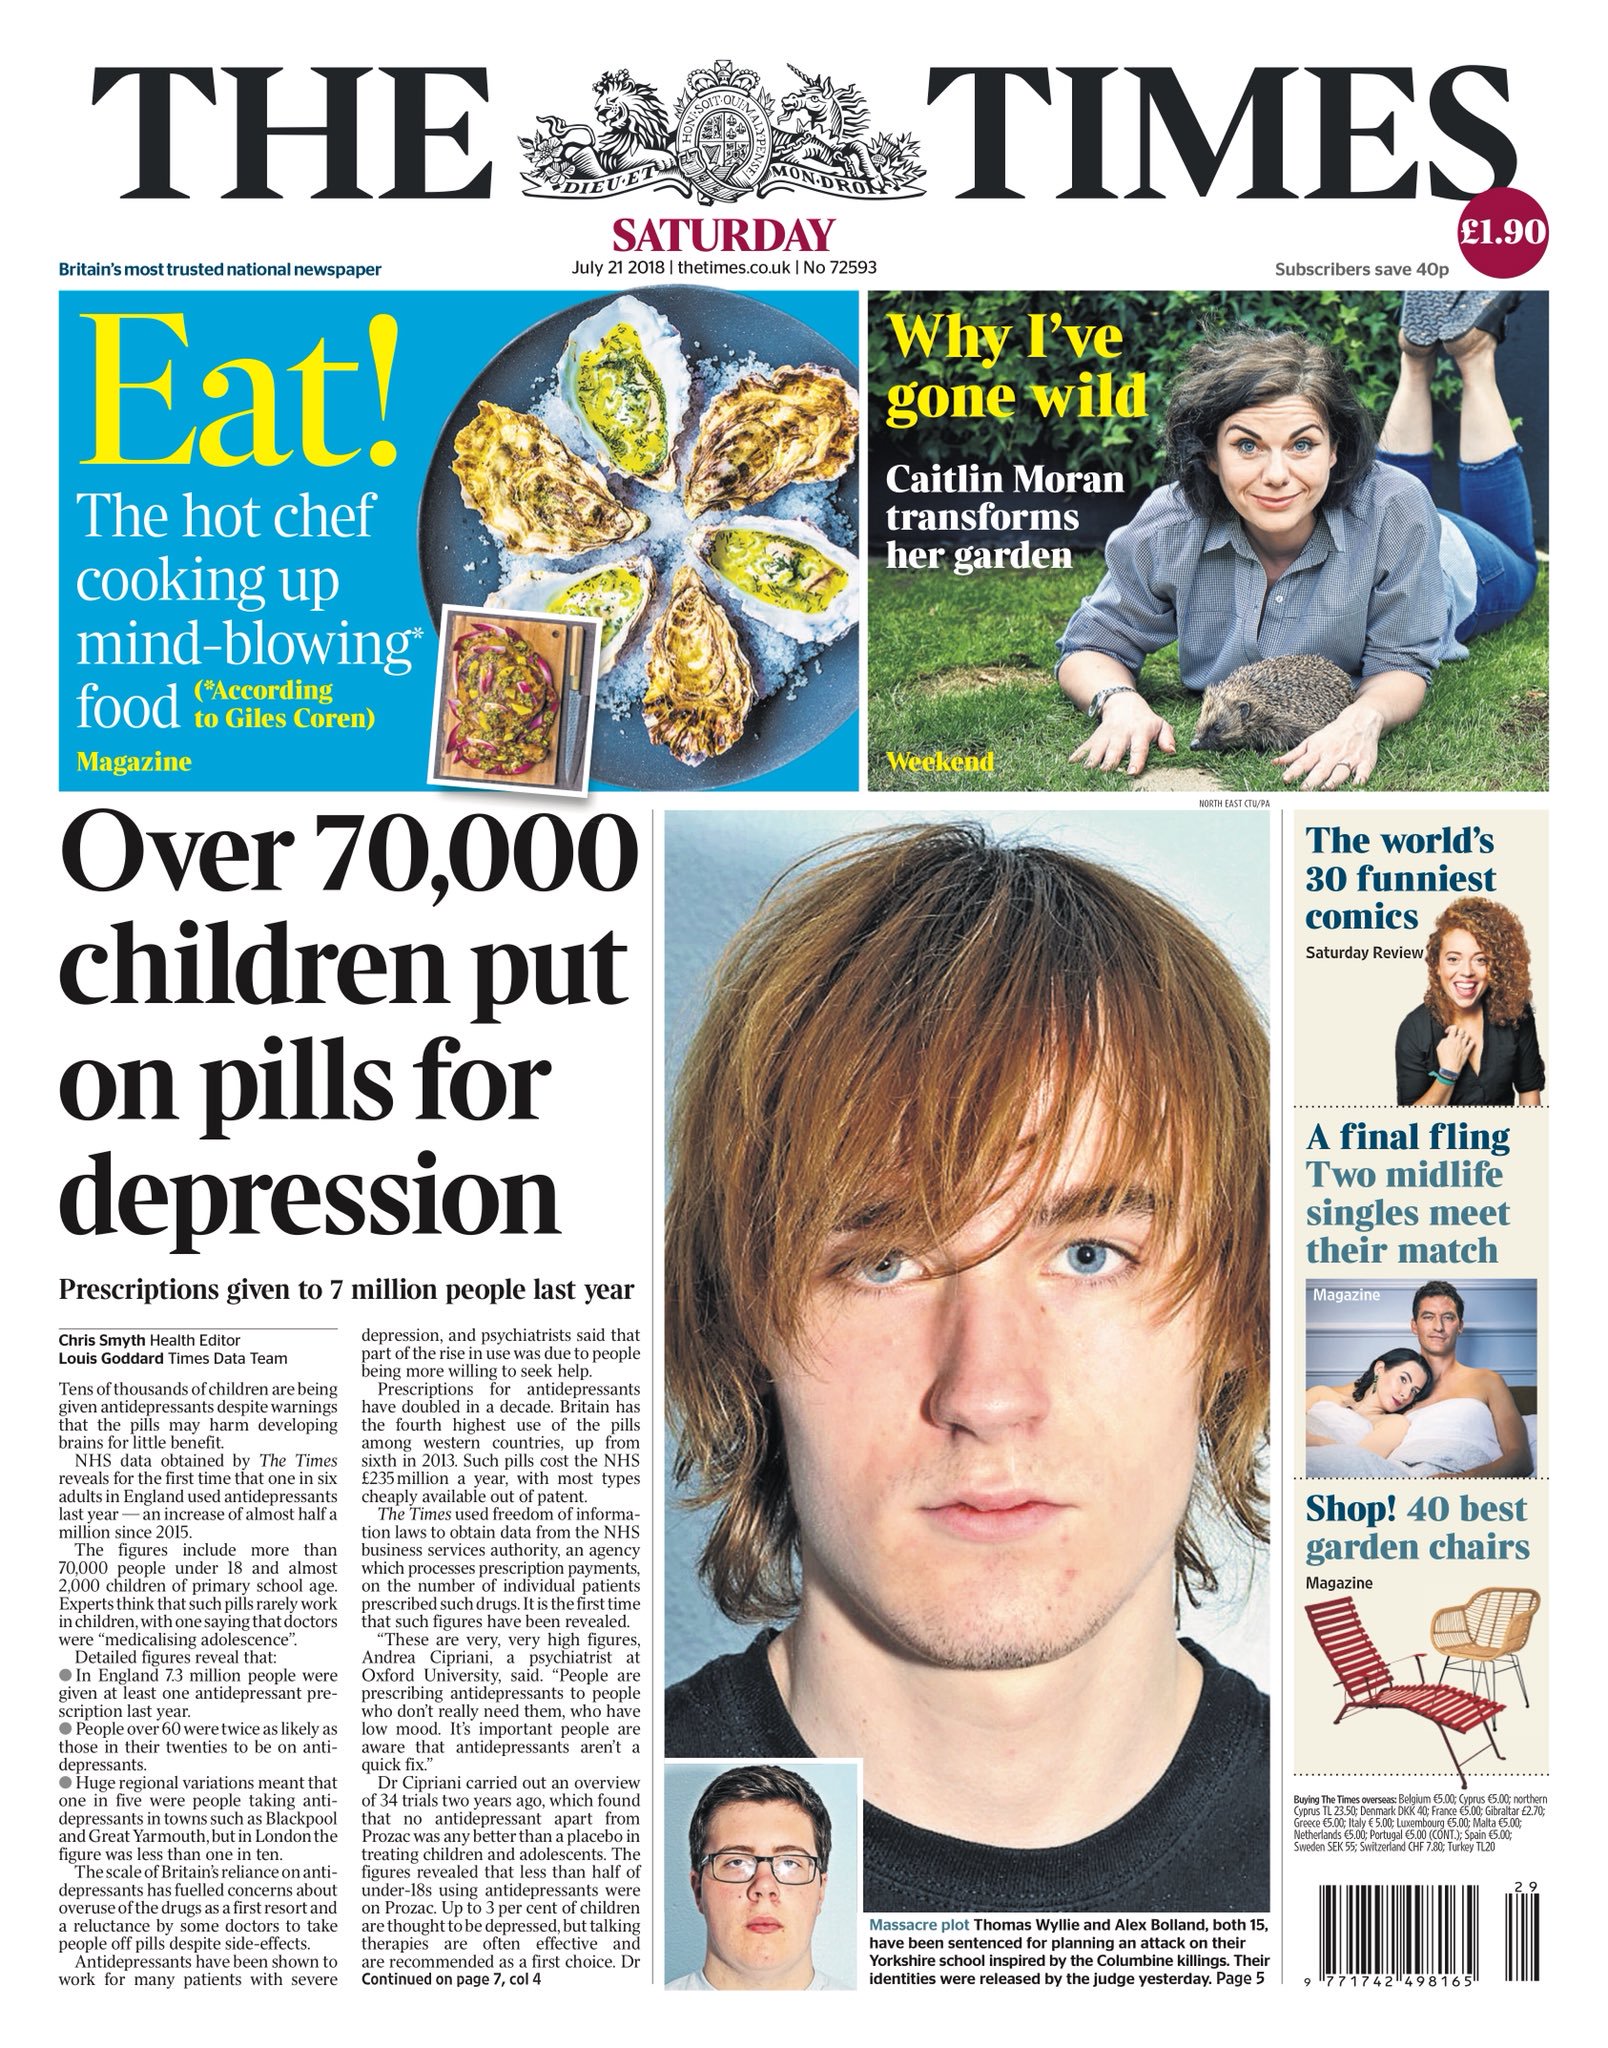 THE TIMES
HONI·SOIT·QUI·MAL·Y·PENSE
DIEU·ET MON·DROIT
SATURDAY
£1.90
Britain's most trusted national newspaper
July 21 2018 | thetimes.co.uk | No 72593
Subscribers save 40p
Eat!
The hot chef
cooking up
mind-blowing*
food (*According
to Giles Coren)
Magazine
Why I've
gone wild
Caitlin Moran
transforms
her garden
Weekend
Over 70,000
children put
on pills for
depression
Prescriptions given to 7 million people last year
Chris Smyth Health Editor
Louis Goddard Times Data Team
Tens of thousands of children are being
given antidepressants despite warnings
that the pills may harm developing
brains for little benefit.
NHS data obtained by The Times
reveals for the first time that one in six
adults in England used antidepressants
last year — an increase of almost half a
million since 2015.
The figures include more than
70,000 people under 18 and almost
2,000 children of primary school age.
Experts think that such pills rarely work
in children, with one saying that doctors
were “medicalising adolescence”.
Detailed figures reveal that:
● In England 7.3 million people were
given at least one antidepressant pre-
scription last year.
● People over 60 were twice as likely as
those in their twenties to be on anti-
depressants.
● Huge regional variations meant that
one in five were people taking anti-
depressants in towns such as Blackpool
and Great Yarmouth, but in London the
figure was less than one in ten.
The scale of Britain's reliance on anti-
depressants has fuelled concerns about
overuse of the drugs as a first resort and
a reluctance by some doctors to take
people off pills despite side-effects.
Antidepressants have been shown to
work for many patients with severe
depression, and psychiatrists said that
part of the rise in use was due to people
being more willing to seek help.
Prescriptions for antidepressants
have doubled in a decade. Britain has
the fourth highest use of the pills
among western countries, up from
sixth in 2013. Such pills cost the NHS
£235 million a year, with most types
cheaply available out of patent.
The Times used freedom of informa-
tion laws to obtain data from the NHS
business services authority, an agency
which processes prescription payments,
on the number of individual patients
prescribed such drugs. It is the first time
that such figures have been revealed.
“These are very, very high figures,
Andrea Cipriani, a psychiatrist at
Oxford University, said. “People are
prescribing antidepressants to people
who don't really need them, who have
low mood. It's important people are
aware that antidepressants aren't a
quick fix.”
Dr Cipriani carried out an overview
of 34 trials two years ago, which found
that no antidepressant apart from
Prozac was any better than a placebo in
treating children and adolescents. The
figures revealed that less than half of
under-18s using antidepressants were
on Prozac. Up to 3 per cent of children
are thought to be depressed, but talking
therapies are often effective and
are recommended as a first choice. Dr
Continued on page 7, col 4
NORTH EAST CTU/PA
Massacre plot Thomas Wyllie and Alex Bolland, both 15,
have been sentenced for planning an attack on their
Yorkshire school inspired by the Columbine killings. Their
identities were released by the judge yesterday. Page 5
The world's
30 funniest
comics
Saturday Review
A final fling
Two midlife
singles meet
their match
Magazine
Shop! 40 best
garden chairs
Magazine
Buying The Times overseas: Belgium €5.00; Cyprus €5.00; northern
Cyprus TL 23.50; Denmark DKK 40; France €5.00; Gibraltar £2.70;
Greece €5.00; Italy € 5.00; Luxembourg €5.00; Malta €5.00;
Netherlands €5.00; Portugal €5.00 (CONT.); Spain €5.00;
Sweden SEK 55; Switzerland CHF 7.80; Turkey TL20
29
9 771742 498165